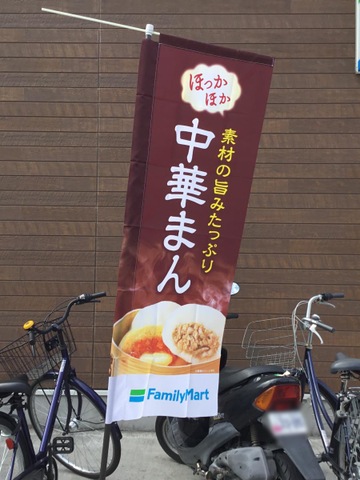 ほっか
ほか
素材の旨みたっぷり
中華まん
FamilyMart